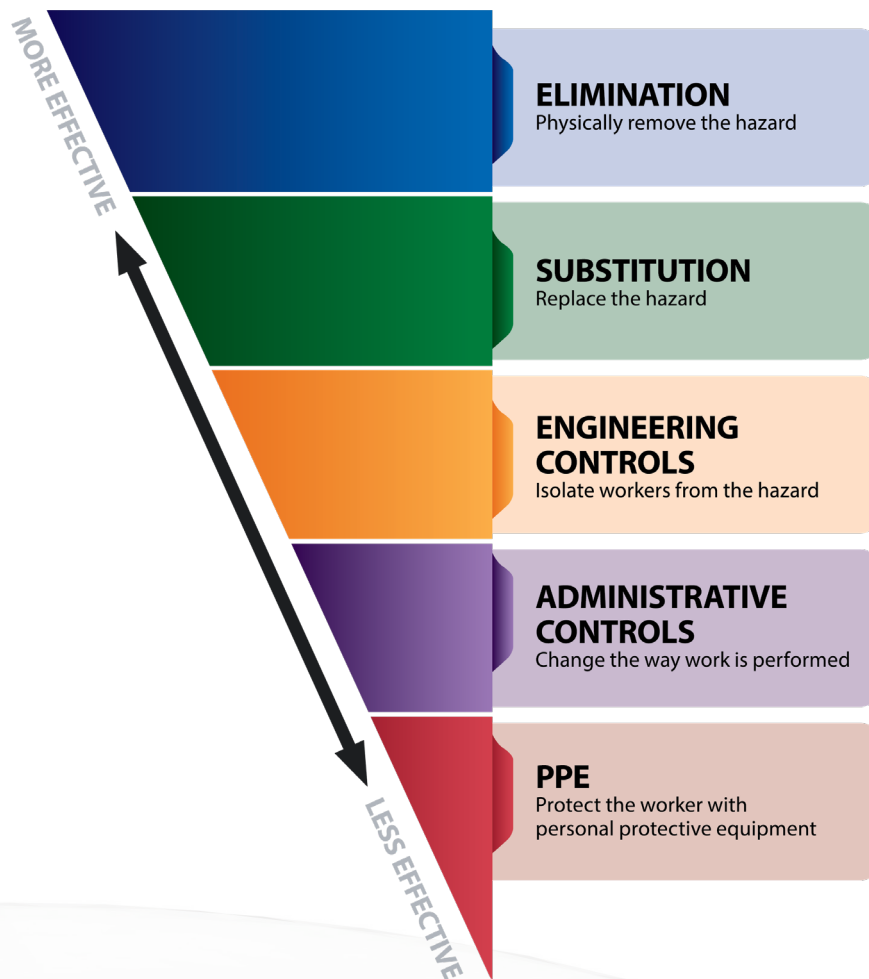 MORE EFFECTIVE
ELIMINATION
Physically remove the hazard
SUBSTITUTION
Replace the hazard
ENGINEERING
CONTROLS
Isolate workers from the hazard
ADMINISTRATIVE
CONTROLS
Change the way work is performed
PPE
Protect the worker with
personal protective equipment
LESS EFFECTIVE